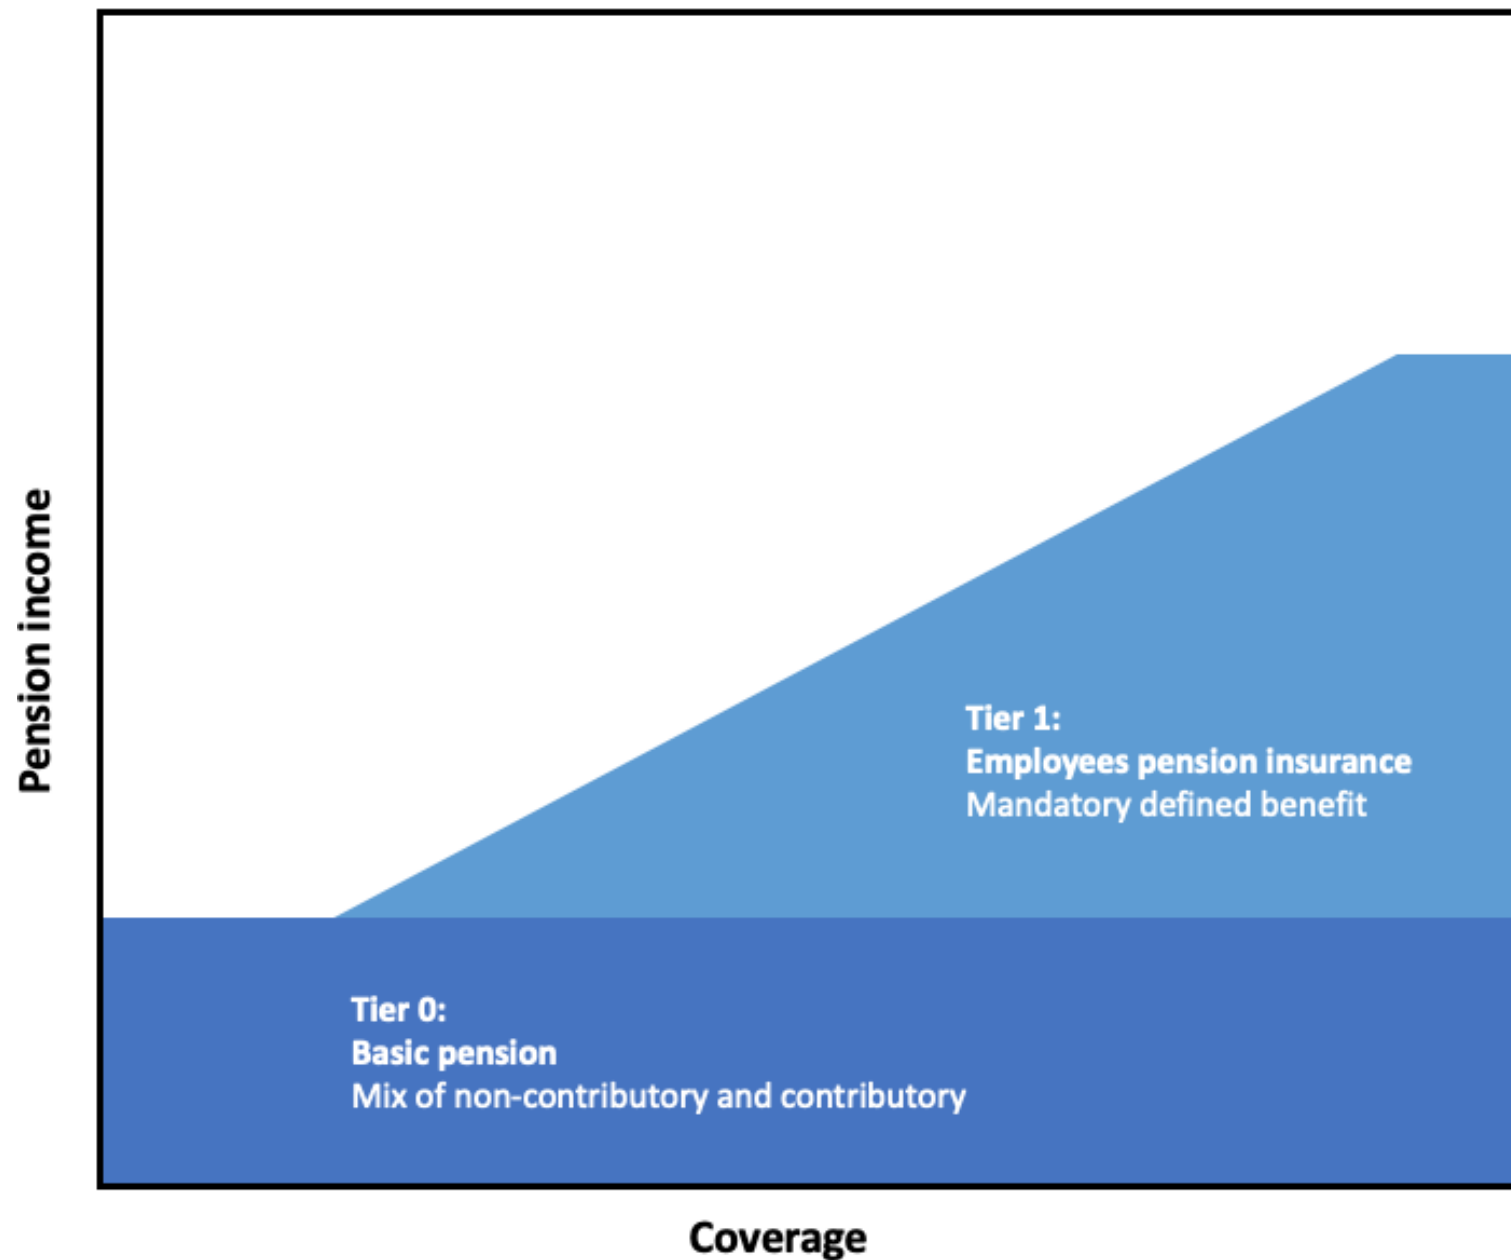 Pension income
Tier 1:
Employees pension insurance
Mandatory defined benefit
Tier 0:
Basic pension
Mix of non-contributory and contributory
Coverage